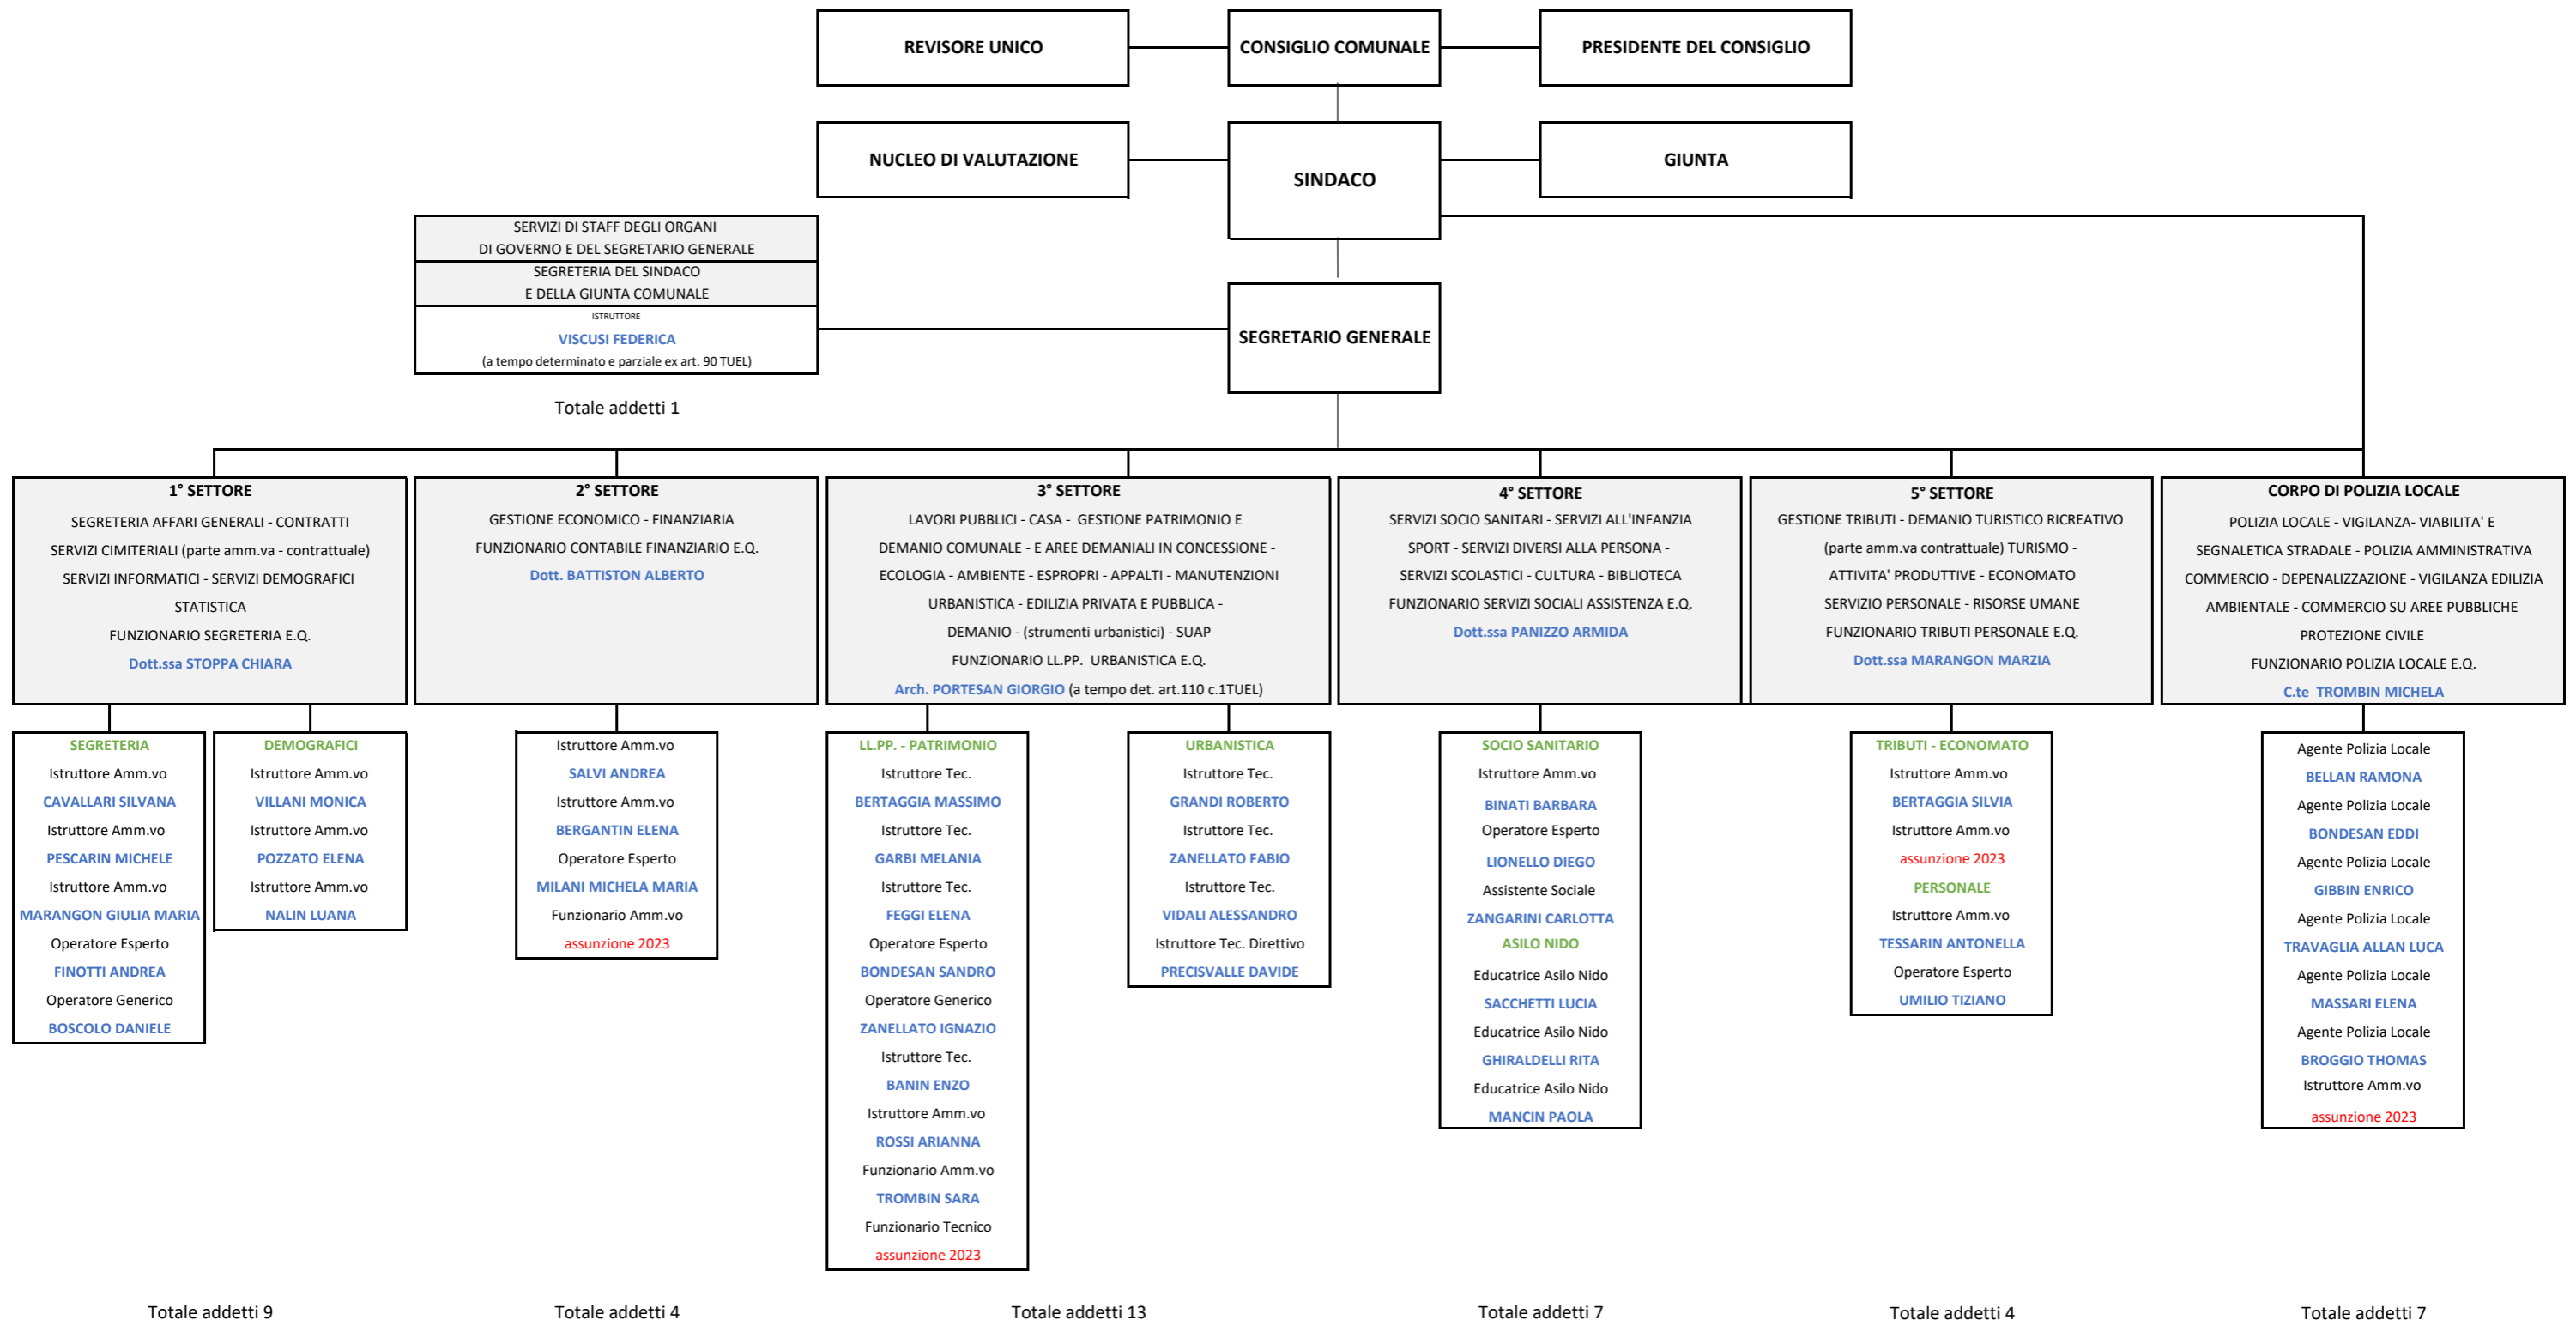 REVISORE UNICO
CONSIGLIO COMUNALE
PRESIDENTE DEL CONSIGLIO
NUCLEO DI VALUTAZIONE
SINDACO
GIUNTA
SERVIZI DI STAFF DEGLI ORGANI
DI GOVERNO E DEL SEGRETARIO GENERALE
SEGRETERIA DEL SINDACO
E DELLA GIUNTA COMUNALE
ISTRUTTORE
VISCUSI FEDERICA
(a tempo determinato e parziale ex art. 90 TUEL)
Totale addetti 1
SEGRETARIO GENERALE
1° SETTORE
SEGRETERIA AFFARI GENERALI - CONTRATTI
SERVIZI CIMITERIALI (parte amm.va - contrattuale)
SERVIZI INFORMATICI - SERVIZI DEMOGRAFICI
STATISTICA
FUNZIONARIO SEGRETERIA E.Q.
Dott.ssa STOPPA CHIARA
2° SETTORE
GESTIONE ECONOMICO - FINANZIARIA
FUNZIONARIO CONTABILE FINANZIARIO E.Q.
Dott. BATTISTON ALBERTO
3° SETTORE
LAVORI PUBBLICI - CASA - GESTIONE PATRIMONIO E
DEMANIO COMUNALE - E AREE DEMANIALI IN CONCESSIONE -
ECOLOGIA - AMBIENTE - ESPROPRI - APPALTI - MANUTENZIONI
URBANISTICA - EDILIZIA PRIVATA E PUBBLICA -
DEMANIO - (strumenti urbanistici) - SUAP
FUNZIONARIO LL.PP. URBANISTICA E.Q.
Arch. PORTESAN GIORGIO (a tempo det. art.110 c.1TUEL)
4° SETTORE
SERVIZI SOCIO SANITARI - SERVIZI ALL'INFANZIA
SPORT - SERVIZI DIVERSI ALLA PERSONA -
SERVIZI SCOLASTICI - CULTURA - BIBLIOTECA
FUNZIONARIO SERVIZI SOCIALI ASSISTENZA E.Q.
Dott.ssa PANIZZO ARMIDA
5° SETTORE
GESTIONE TRIBUTI - DEMANIO TURISTICO RICREATIVO
(parte amm.va contrattuale) TURISMO -
ATTIVITA' PRODUTTIVE - ECONOMATO
SERVIZIO PERSONALE - RISORSE UMANE
FUNZIONARIO TRIBUTI PERSONALE E.Q.
Dott.ssa MARANGON MARZIA
CORPO DI POLIZIA LOCALE
POLIZIA LOCALE - VIGILANZA- VIABILITA' E
SEGNALETICA STRADALE - POLIZIA AMMINISTRATIVA
COMMERCIO - DEPENALIZZAZIONE - VIGILANZA EDILIZIA
AMBIENTALE - COMMERCIO SU AREE PUBBLICHE
PROTEZIONE CIVILE
FUNZIONARIO POLIZIA LOCALE E.Q.
C.te TROMBIN MICHELA
SEGRETERIA
Istruttore Amm.vo
CAVALLARI SILVANA
Istruttore Amm.vo
PESCARIN MICHELE
Istruttore Amm.vo
MARANGON GIULIA MARIA
Operatore Esperto
FINOTTI ANDREA
Operatore Generico
BOSCOLO DANIELE
DEMOGRAFICI
Istruttore Amm.vo
VILLANI MONICA
Istruttore Amm.vo
POZZATO ELENA
Istruttore Amm.vo
NALIN LUANA
Istruttore Amm.vo
SALVI ANDREA
Istruttore Amm.vo
BERGANTIN ELENA
Operatore Esperto
MILANI MICHELA MARIA
Funzionario Amm.vo
assunzione 2023
LL.PP. - PATRIMONIO
Istruttore Tec.
BERTAGGIA MASSIMO
Istruttore Tec.
GARBI MELANIA
Istruttore Tec.
FEGGI ELENA
Operatore Esperto
BONDESAN SANDRO
Operatore Generico
ZANELLATO IGNAZIO
Istruttore Tec.
BANIN ENZO
Istruttore Amm.vo
ROSSI ARIANNA
Funzionario Amm.vo
TROMBIN SARA
Funzionario Tecnico
assunzione 2023
URBANISTICA
Istruttore Tec.
GRANDI ROBERTO
Istruttore Tec.
ZANELLATO FABIO
Istruttore Tec.
VIDALI ALESSANDRO
Istruttore Tec. Direttivo
PRECISVALLE DAVIDE
SOCIO SANITARIO
Istruttore Amm.vo
BINATI BARBARA
Operatore Esperto
LIONELLO DIEGO
Assistente Sociale
ZANGARINI CARLOTTA
ASILO NIDO
Educatrice Asilo Nido
SACCHETTI LUCIA
Educatrice Asilo Nido
GHIRALDELLI RITA
Educatrice Asilo Nido
MANCIN PAOLA
TRIBUTI - ECONOMATO
Istruttore Amm.vo
BERTAGGIA SILVIA
Istruttore Amm.vo
assunzione 2023
PERSONALE
Istruttore Amm.vo
TESSARIN ANTONELLA
Operatore Esperto
UMILIO TIZIANO
Agente Polizia Locale
BELLAN RAMONA
Agente Polizia Locale
BONDESAN EDDI
Agente Polizia Locale
GIBBIN ENRICO
Agente Polizia Locale
TRAVAGLIA ALLAN LUCA
Agente Polizia Locale
MASSARI ELENA
Agente Polizia Locale
BROGGIO THOMAS
Istruttore Amm.vo
assunzione 2023
Totale addetti 9
Totale addetti 4
Totale addetti 13
Totale addetti 7
Totale addetti 4
Totale addetti 7